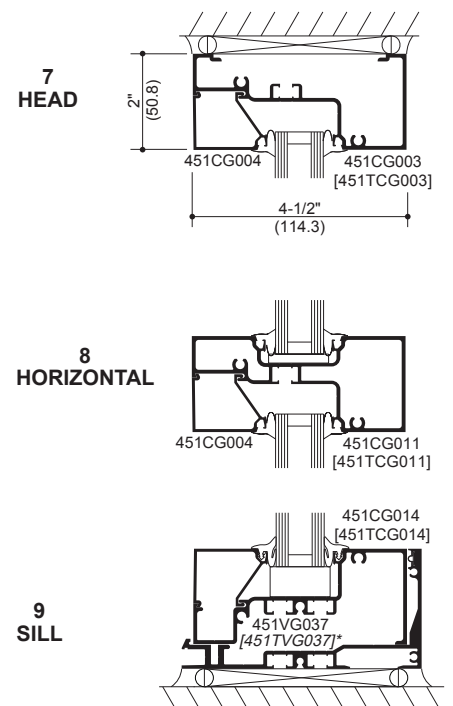 7
HEAD
2"
(50.8)
451CG004
451CG003
[451TCG003]
4-1/2"
(114.3)
8
HORIZONTAL
451CG004
451CG011
[451TCG011]
451CG014
[451TCG014]
9
SILL
451VG037
[451TVG037]*